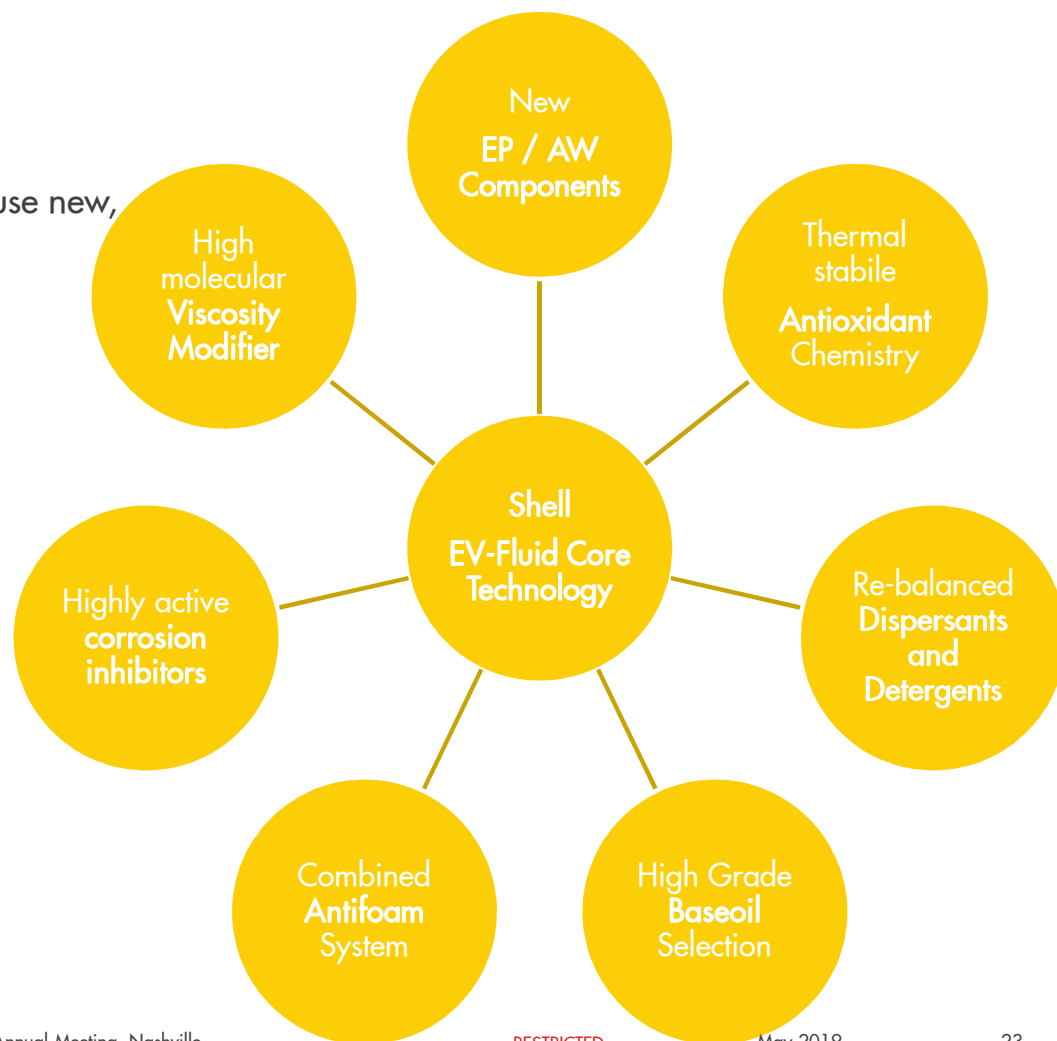 use new,
New
EP / AW
Components
High
molecular
Viscosity
Modifier
Thermal
stabile
Antioxidant
Chemistry
Shell
EV-Fluid Core
Technology
Highly active
corrosion
inhibitors
Re-balanced
Dispersants
and
Detergents
Combined
Antifoam
System
High Grade
Baseoil
Selection
Annual Meeting, Nashville
RESTRICTED
May 2019
23